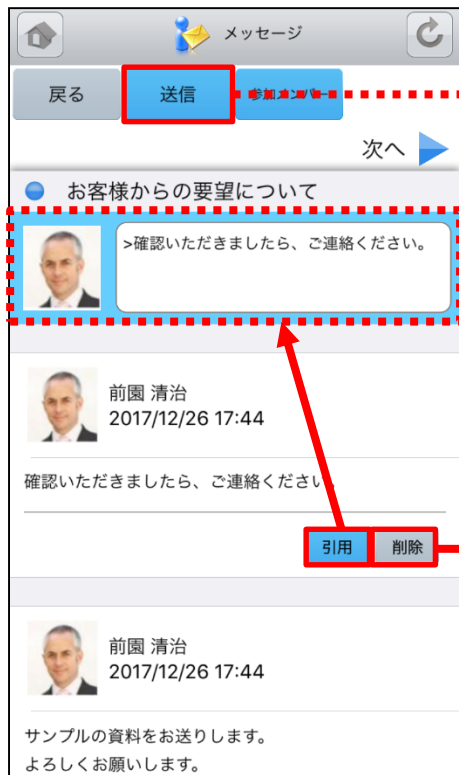 メッセージ
戻る
送信
参加メンバー
次へ
お客様からの要望について
>確認いただきましたら、ご連絡ください。
前園 清治
2017/12/26 17:44
確認いただきましたら、ご連絡ください。
引用
削除
前園 清治
2017/12/26 17:44
サンプルの資料をお送りします。
よろしくお願いします。